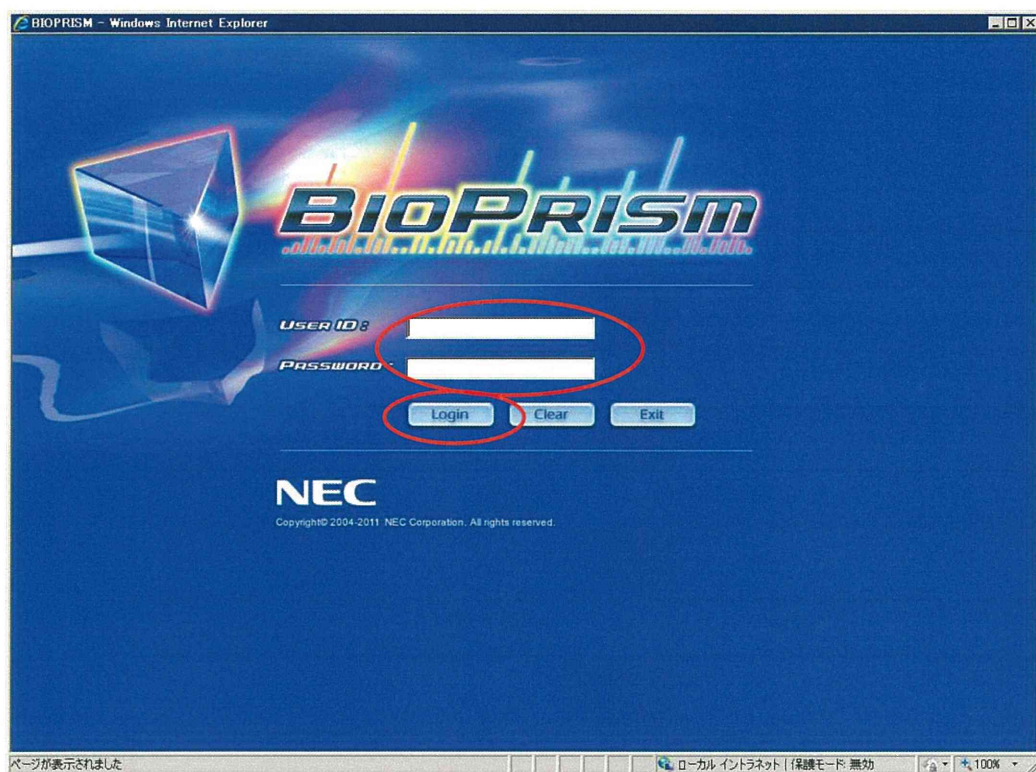 BIOPRISM - Windows Internet Explorer
BIOPRISM
USER ID :
PASSWORD :
Login Clear Exit
NEC
Copyright© 2004-2011 NEC Corporation. All rights reserved.
ページが表示されました ローカル イントラネット | 保護モード: 無効 100%